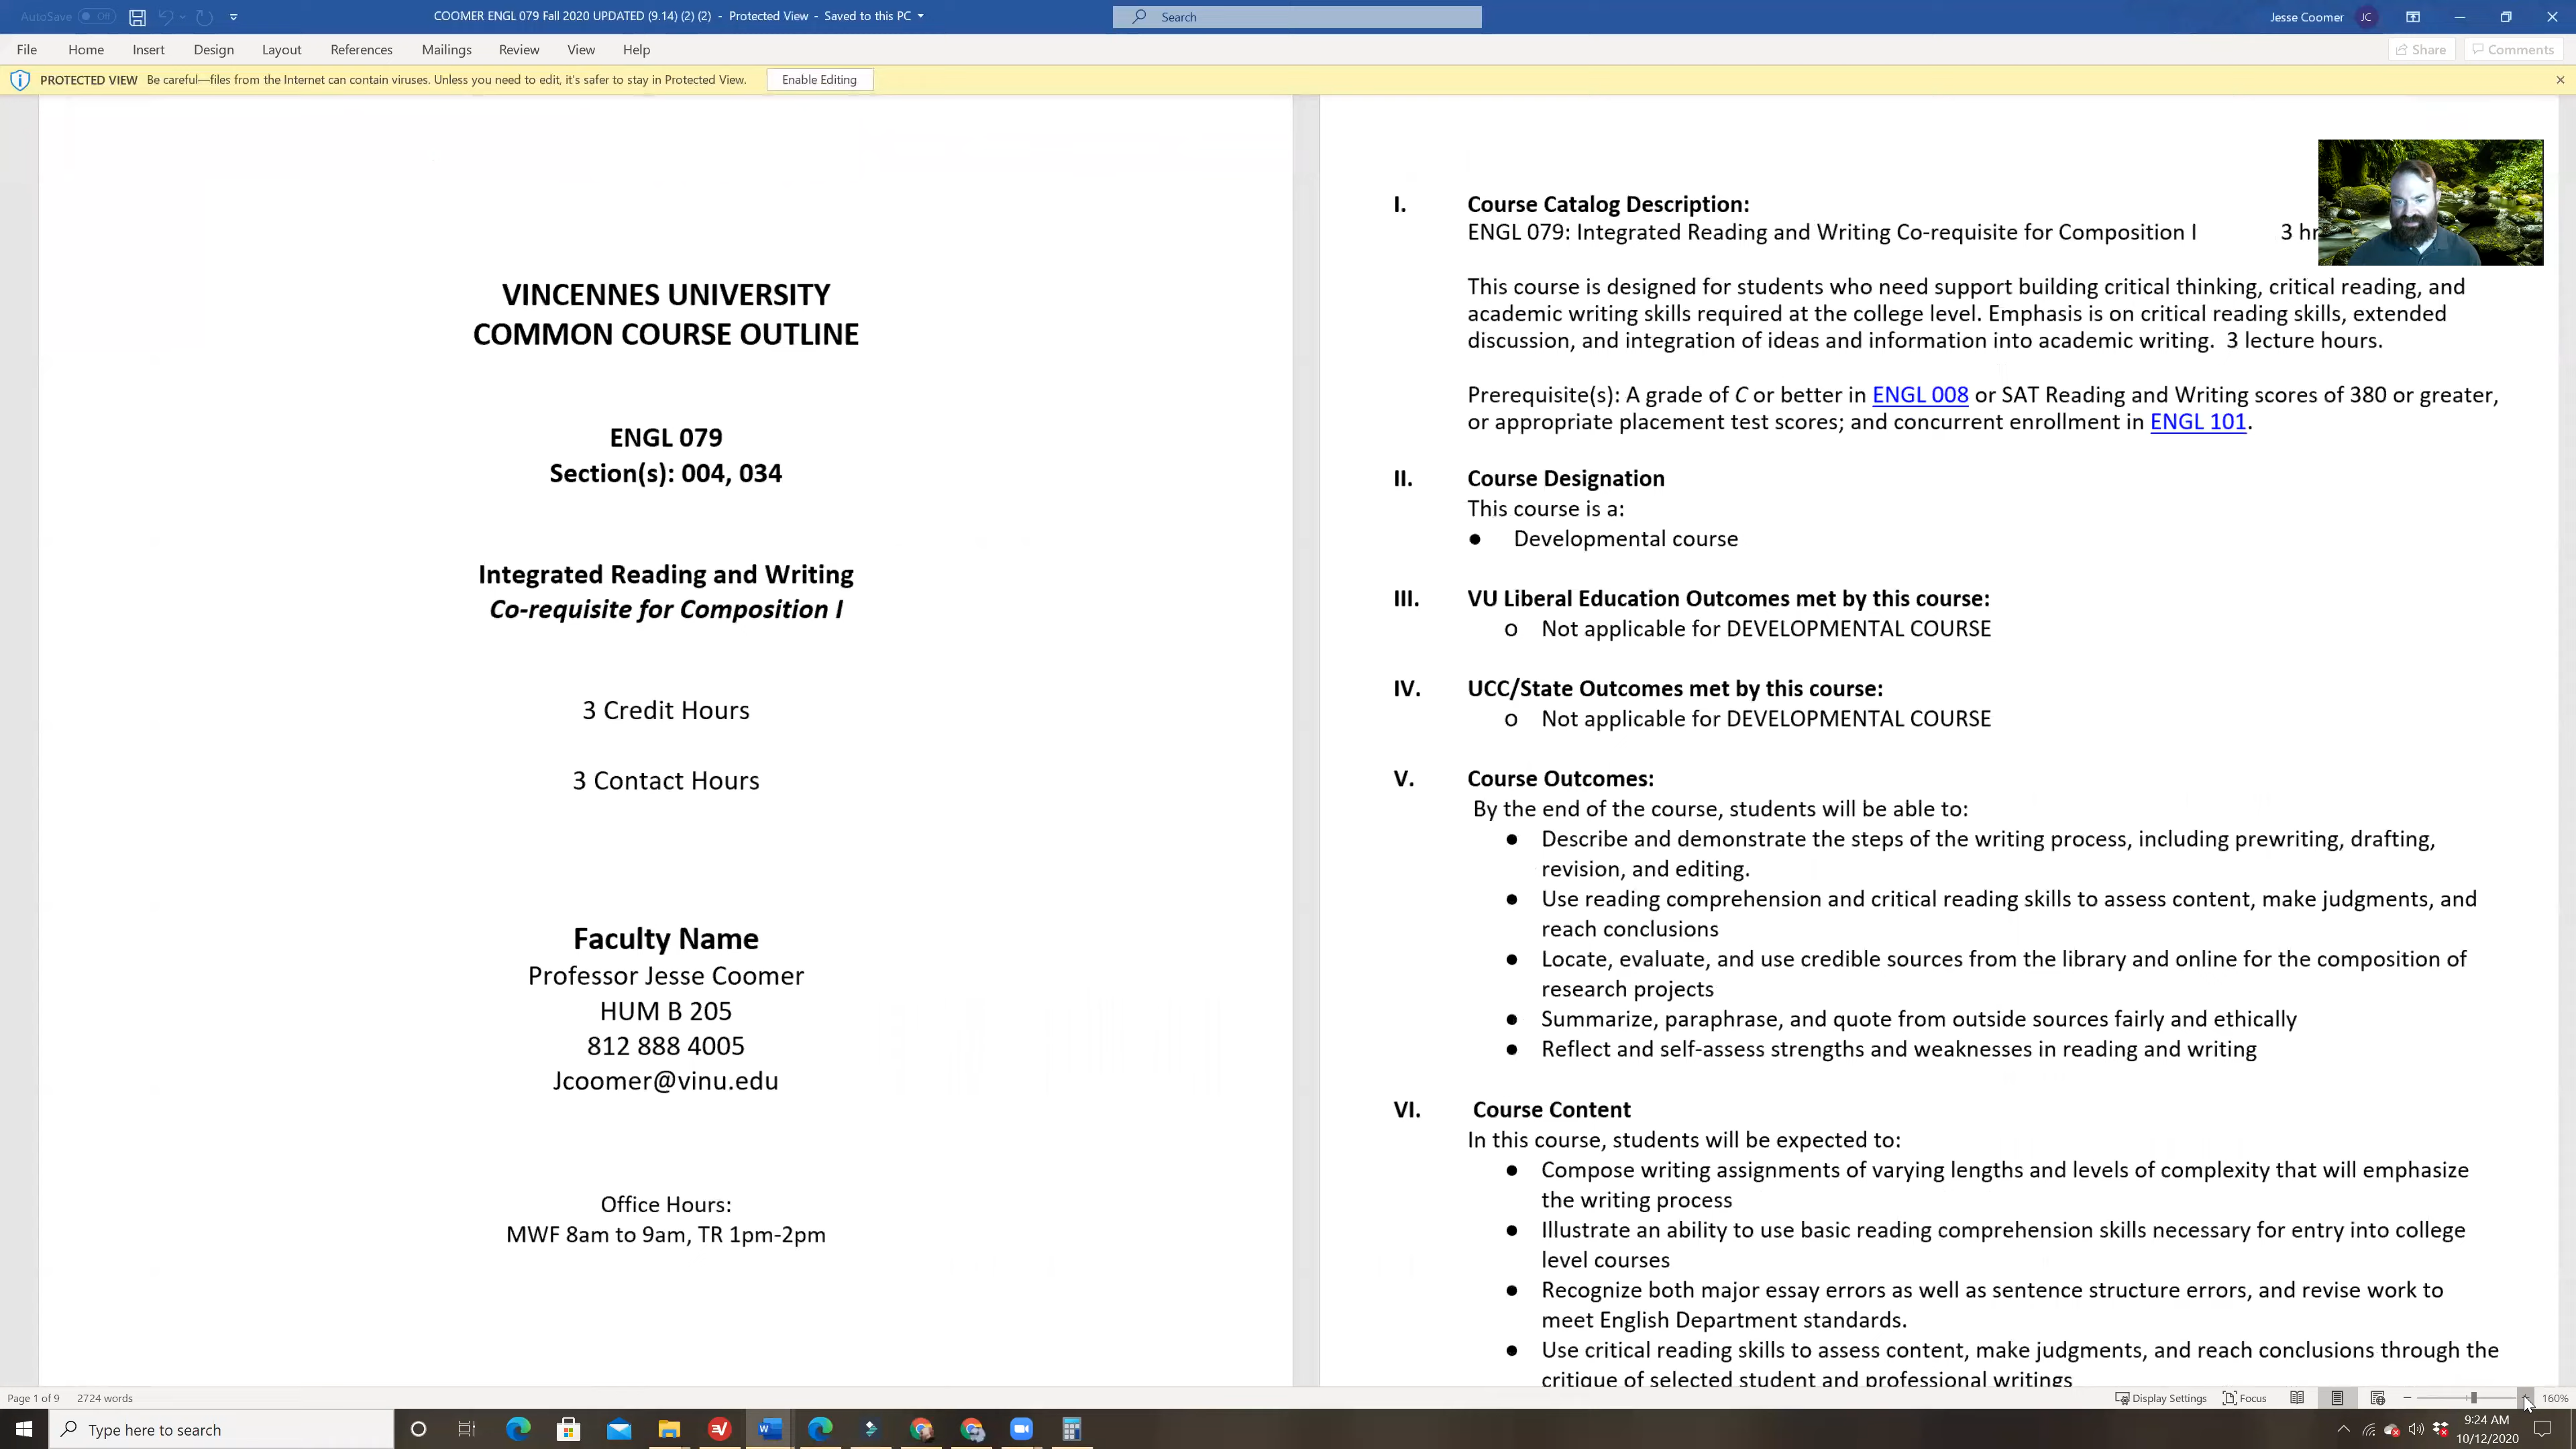 AutoSave Off
COOMER ENGL 079 Fall 2020 UPDATED (9.14) (2) (2) - Protected View - Saved to this PC
Search
Jesse Coomer JC
File Home Insert Design Layout References Mailings Review View Help
Share Comments
PROTECTED VIEW Be careful—files from the Internet can contain viruses. Unless you need to edit, it's safer to stay in Protected View. Enable Editing
VINCENNES UNIVERSITY
COMMON COURSE OUTLINE
ENGL 079
Section(s): 004, 034
Integrated Reading and Writing
Co-requisite for Composition I
3 Credit Hours
3 Contact Hours
Faculty Name
Professor Jesse Coomer
HUM B 205
812 888 4005
Jcoomer@vinu.edu
Office Hours:
MWF 8am to 9am, TR 1pm-2pm
I. Course Catalog Description:
ENGL 079: Integrated Reading and Writing Co-requisite for Composition I 3
This course is designed for students who need support building critical thinking, critical reading, and
academic writing skills required at the college level. Emphasis is on critical reading skills, extended
discussion, and integration of ideas and information into academic writing. 3 lecture hours.
Prerequisite(s): A grade of C or better in ENGL 008 or SAT Reading and Writing scores of 380 or greater,
or appropriate placement test scores; and concurrent enrollment in ENGL 101.
II. Course Designation
This course is a:
● Developmental course
III. VU Liberal Education Outcomes met by this course:
o Not applicable for DEVELOPMENTAL COURSE
IV. UCC/State Outcomes met by this course:
o Not applicable for DEVELOPMENTAL COURSE
V. Course Outcomes:
By the end of the course, students will be able to:
● Describe and demonstrate the steps of the writing process, including prewriting, drafting,
revision, and editing.
● Use reading comprehension and critical reading skills to assess content, make judgments, and
reach conclusions
● Locate, evaluate, and use credible sources from the library and online for the composition of
research projects
● Summarize, paraphrase, and quote from outside sources fairly and ethically
● Reflect and self-assess strengths and weaknesses in reading and writing
VI. Course Content
In this course, students will be expected to:
● Compose writing assignments of varying lengths and levels of complexity that will emphasize
the writing process
● Illustrate an ability to use basic reading comprehension skills necessary for entry into college
level courses
● Recognize both major essay errors as well as sentence structure errors, and revise work to
meet English Department standards.
● Use critical reading skills to assess content, make judgments, and reach conclusions through the
critique of selected student and professional writings
Page 1 of 9 2724 words
Display Settings Focus 160%
Type here to search
9:24 AM
10/12/2020